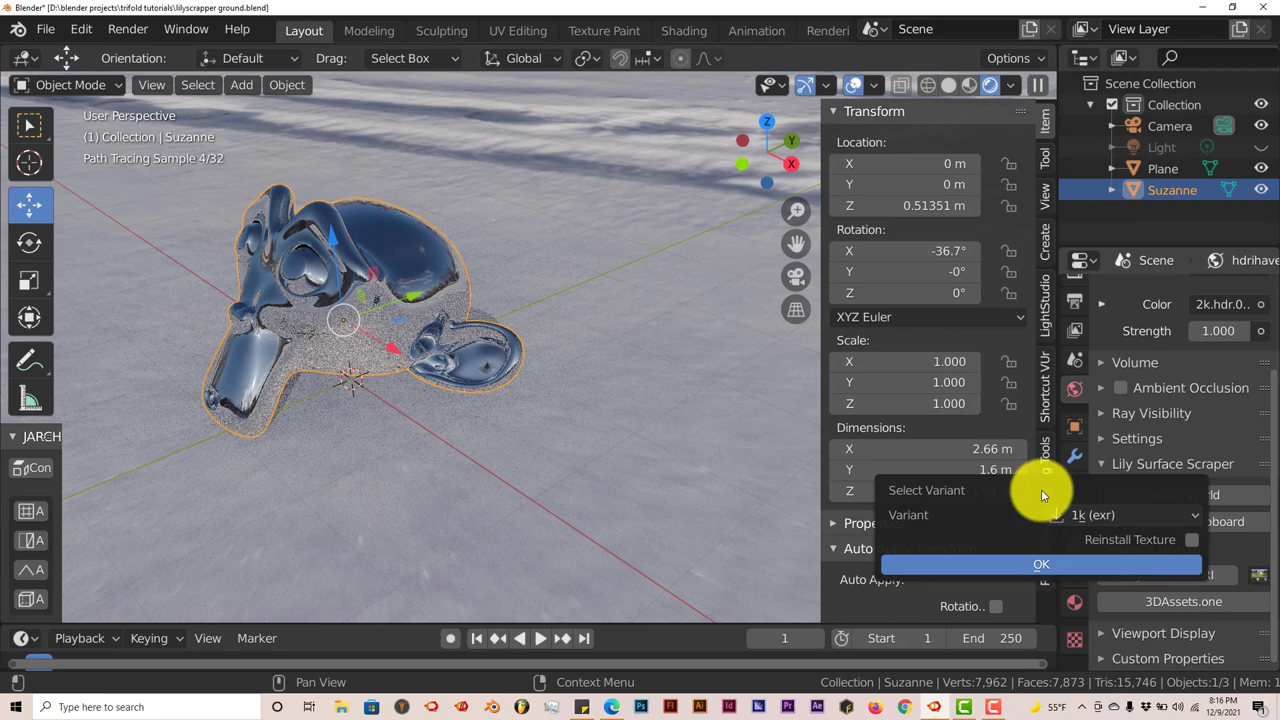 Blender* [D:\blender projects\trifold tutorials\lilyscrapper ground.blend]
File Edit Render Window Help Layout Modeling Sculpting UV Editing Texture Paint Shading Animation Renderi Scene View Layer
Orientation: Default Drag: Select Box Global Options
Object Mode View Select Add Object
Scene Collection
Collection
Camera
Light
Plane
Suzanne
User Perspective
(1) Collection | Suzanne
Path Tracing Sample 4/32
Z
Y
X
Transform
Location:
X 0 m
Y 0 m
Z 0.51351 m
Rotation:
X -36.7°
Y -0°
Z 0°
XYZ Euler
Scale:
X 1.000
Y 1.000
Z 1.000
Dimensions:
X 2.66 m
Y 1.6 m
Z
Auto Apply:
Rotatio..
Item
Tool
View
Create
LightStudio
Shortcut VUr
g Tools
Scene hdrihave
Color 2k.hdr.0..
Strength 1.000
Volume
Ambient Occlusion
Ray Visibility
Settings
Lily Surface Scraper
3DAssets.one
Viewport Display
Custom Properties
Select Variant
Variant 1k (exr)
Reinstall Texture
OK
JARCH
Con
A
A
A
A
Playback Keying View Marker 1 Start 1 End 250
Pan View Context Menu Collection | Suzanne | Verts:7,962 | Faces:7,873 | Tris:15,746 | Objects:1/3 | Mem
Type here to search 55°F 8:16 PM
12/9/2021